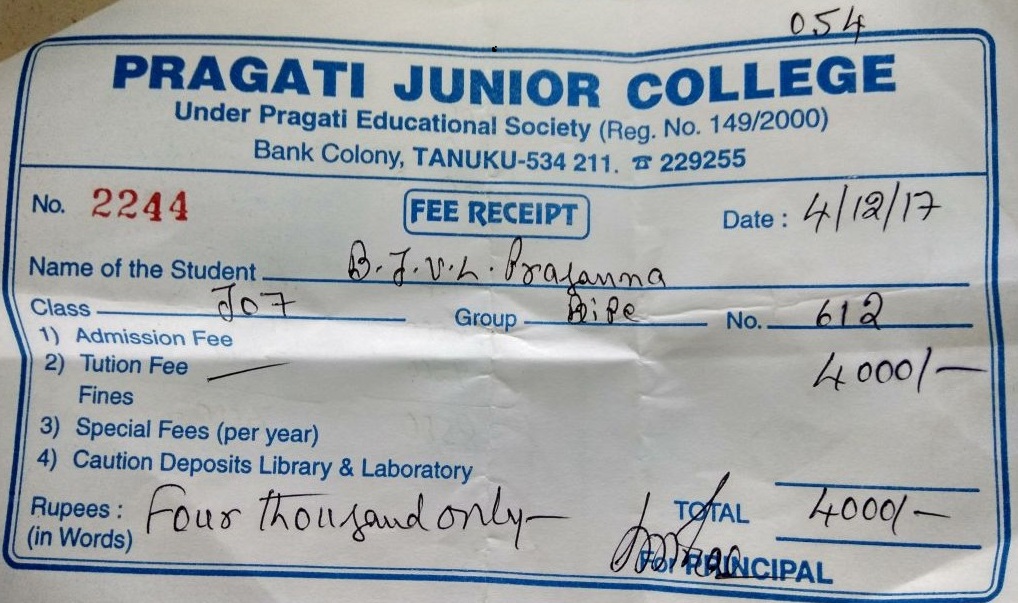 054
PRAGATI JUNIOR COLLEGE
Under Pragati Educational Society (Reg. No. 149/2000)
Bank Colony, TANUKU-534 211. ☎ 229255
No. 2244 FEE RECEIPT Date : 4/12/17
Name of the Student B.J.V.L. Prasanna
Class J07 Group BiPc No. 612
1) Admission Fee
2) Tution Fee 4000/-
Fines
3) Special Fees (per year)
4) Caution Deposits Library & Laboratory
Rupees : Four thousand only- TOTAL 4000/-
(in Words) For PRINCIPAL